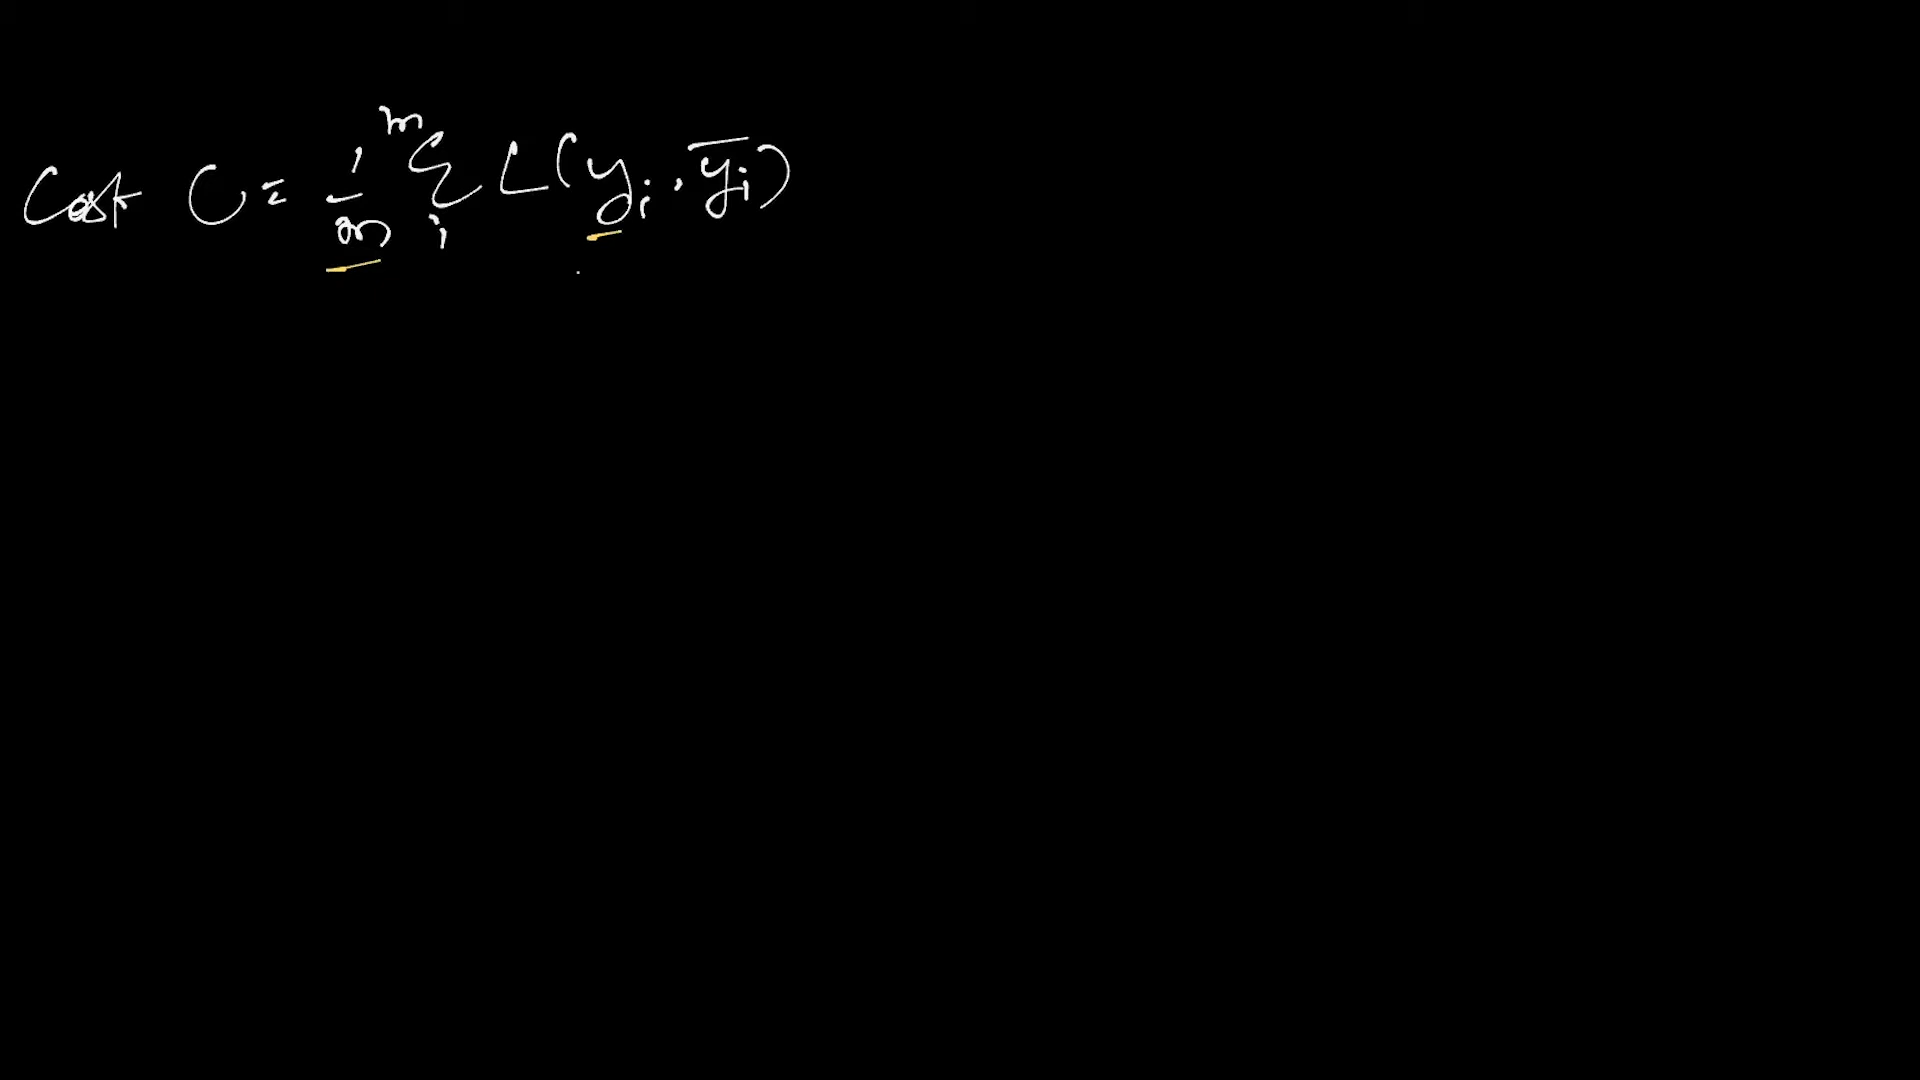 Cost C = 1/m Σ_i^m L(y_i, ȳ_i)